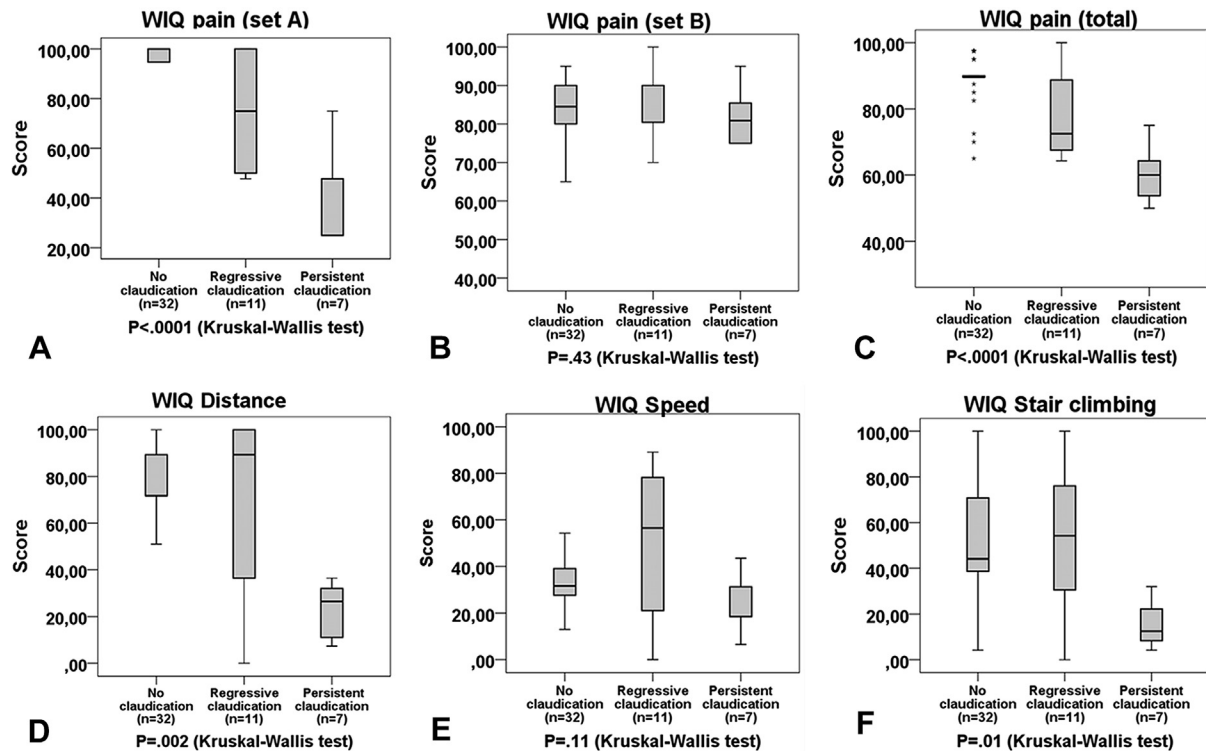 WIQ pain (set A)
100,00
80,00
60,00
40,00
20,00
Score
No
claudication
(n=32)
Regressive
claudication
(n=11)
Persistent
claudication
(n=7)
P<.0001 (Kruskal-Wallis test)
A
WIQ pain (set B)
100,00
90,00
80,00
70,00
60,00
50,00
40,00
Score
No
claudication
(n=32)
Regressive
claudication
(n=11)
Persistent
claudication
(n=7)
P=.43 (Kruskal-Wallis test)
B
WIQ pain (total)
100,00
80,00
60,00
40,00
Score
No
claudication
(n=32)
Regressive
claudication
(n=11)
Persistent
claudication
(n=7)
P<.0001 (Kruskal-Wallis test)
C
WIQ Distance
100,00
80,00
60,00
40,00
20,00
,00
Score
No
claudication
(n=32)
Regressive
claudication
(n=11)
Persistent
claudication
(n=7)
P=.002 (Kruskal-Wallis test)
D
WIQ Speed
100,00
80,00
60,00
40,00
20,00
,00
Score
No
claudication
(n=32)
Regressive
claudication
(n=11)
Persistent
claudication
(n=7)
P=.11 (Kruskal-Wallis test)
E
WIQ Stair climbing
100,00
80,00
60,00
40,00
20,00
,00
Score
No
claudication
(n=32)
Regressive
claudication
(n=11)
Persistent
claudication
(n=7)
P=.01 (Kruskal-Wallis test)
F